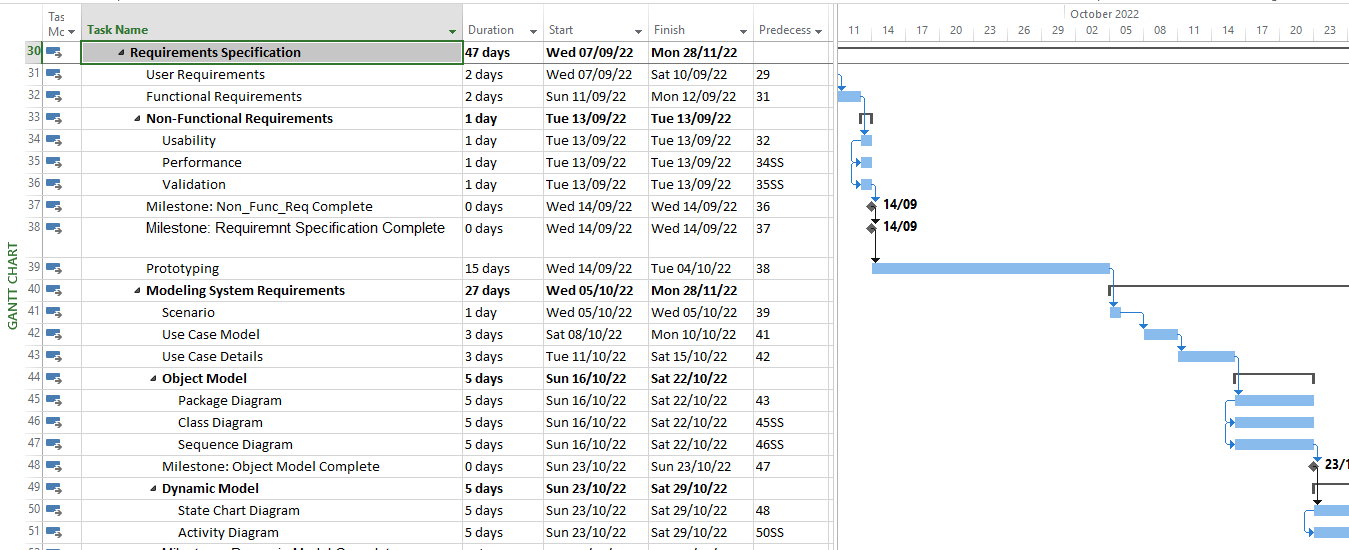 Tas
Mc Task Name Duration Start Finish Predecess
October 2022
11 14 17 20 23 26 29 02 05 08 11 14 17 20 23
30 Requirements Specification 47 days Wed 07/09/22 Mon 28/11/22
31 User Requirements 2 days Wed 07/09/22 Sat 10/09/22 29
32 Functional Requirements 2 days Sun 11/09/22 Mon 12/09/22 31
33 Non-Functional Requirements 1 day Tue 13/09/22 Tue 13/09/22
34 Usability 1 day Tue 13/09/22 Tue 13/09/22 32
35 Performance 1 day Tue 13/09/22 Tue 13/09/22 34SS
36 Validation 1 day Tue 13/09/22 Tue 13/09/22 35SS
37 Milestone: Non_Func_Req Complete 0 days Wed 14/09/22 Wed 14/09/22 36 14/09
38 Milestone: Requiremnt Specification Complete 0 days Wed 14/09/22 Wed 14/09/22 37 14/09
39 Prototyping 15 days Wed 14/09/22 Tue 04/10/22 38
40 Modeling System Requirements 27 days Wed 05/10/22 Mon 28/11/22
41 Scenario 1 day Wed 05/10/22 Wed 05/10/22 39
42 Use Case Model 3 days Sat 08/10/22 Mon 10/10/22 41
43 Use Case Details 3 days Tue 11/10/22 Sat 15/10/22 42
44 Object Model 5 days Sun 16/10/22 Sat 22/10/22
45 Package Diagram 5 days Sun 16/10/22 Sat 22/10/22 43
46 Class Diagram 5 days Sun 16/10/22 Sat 22/10/22 45SS
47 Sequence Diagram 5 days Sun 16/10/22 Sat 22/10/22 46SS
48 Milestone: Object Model Complete 0 days Sun 23/10/22 Sun 23/10/22 47 23/1
49 Dynamic Model 5 days Sun 23/10/22 Sat 29/10/22
50 State Chart Diagram 5 days Sun 23/10/22 Sat 29/10/22 48
51 Activity Diagram 5 days Sun 23/10/22 Sat 29/10/22 50SS
GANTT CHART